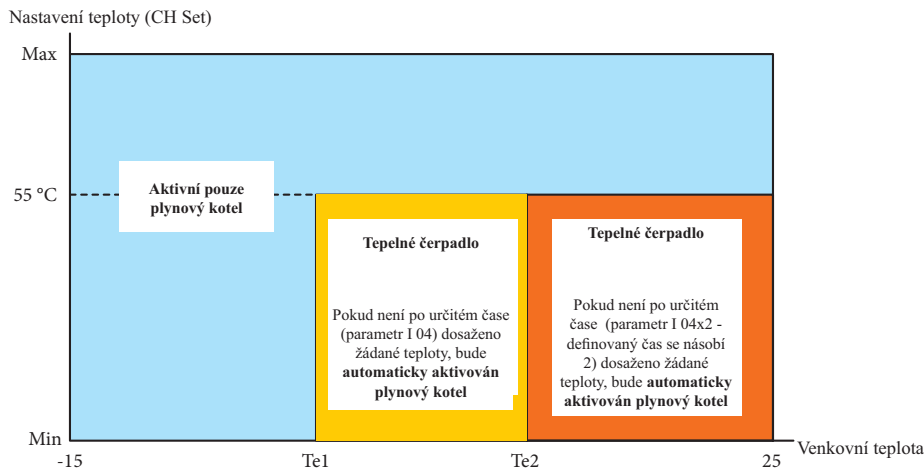 Nastavení teploty (CH Set)
Max
55 °C
Aktivní pouze
plynový kotel
Tepelné čerpadlo
Pokud není po určitém čase
(parametr I 04) dosaženo
žádané teploty, bude
automaticky aktivován
plynový kotel
Tepelné čerpadlo
Pokud není po určitém
čase (parametr I 04x2 -
definovaný čas se násobí
2) dosaženo žádané
teploty, bude automaticky
aktivován plynový kotel
Min
-15
Te1
Te2
25
Venkovní teplota